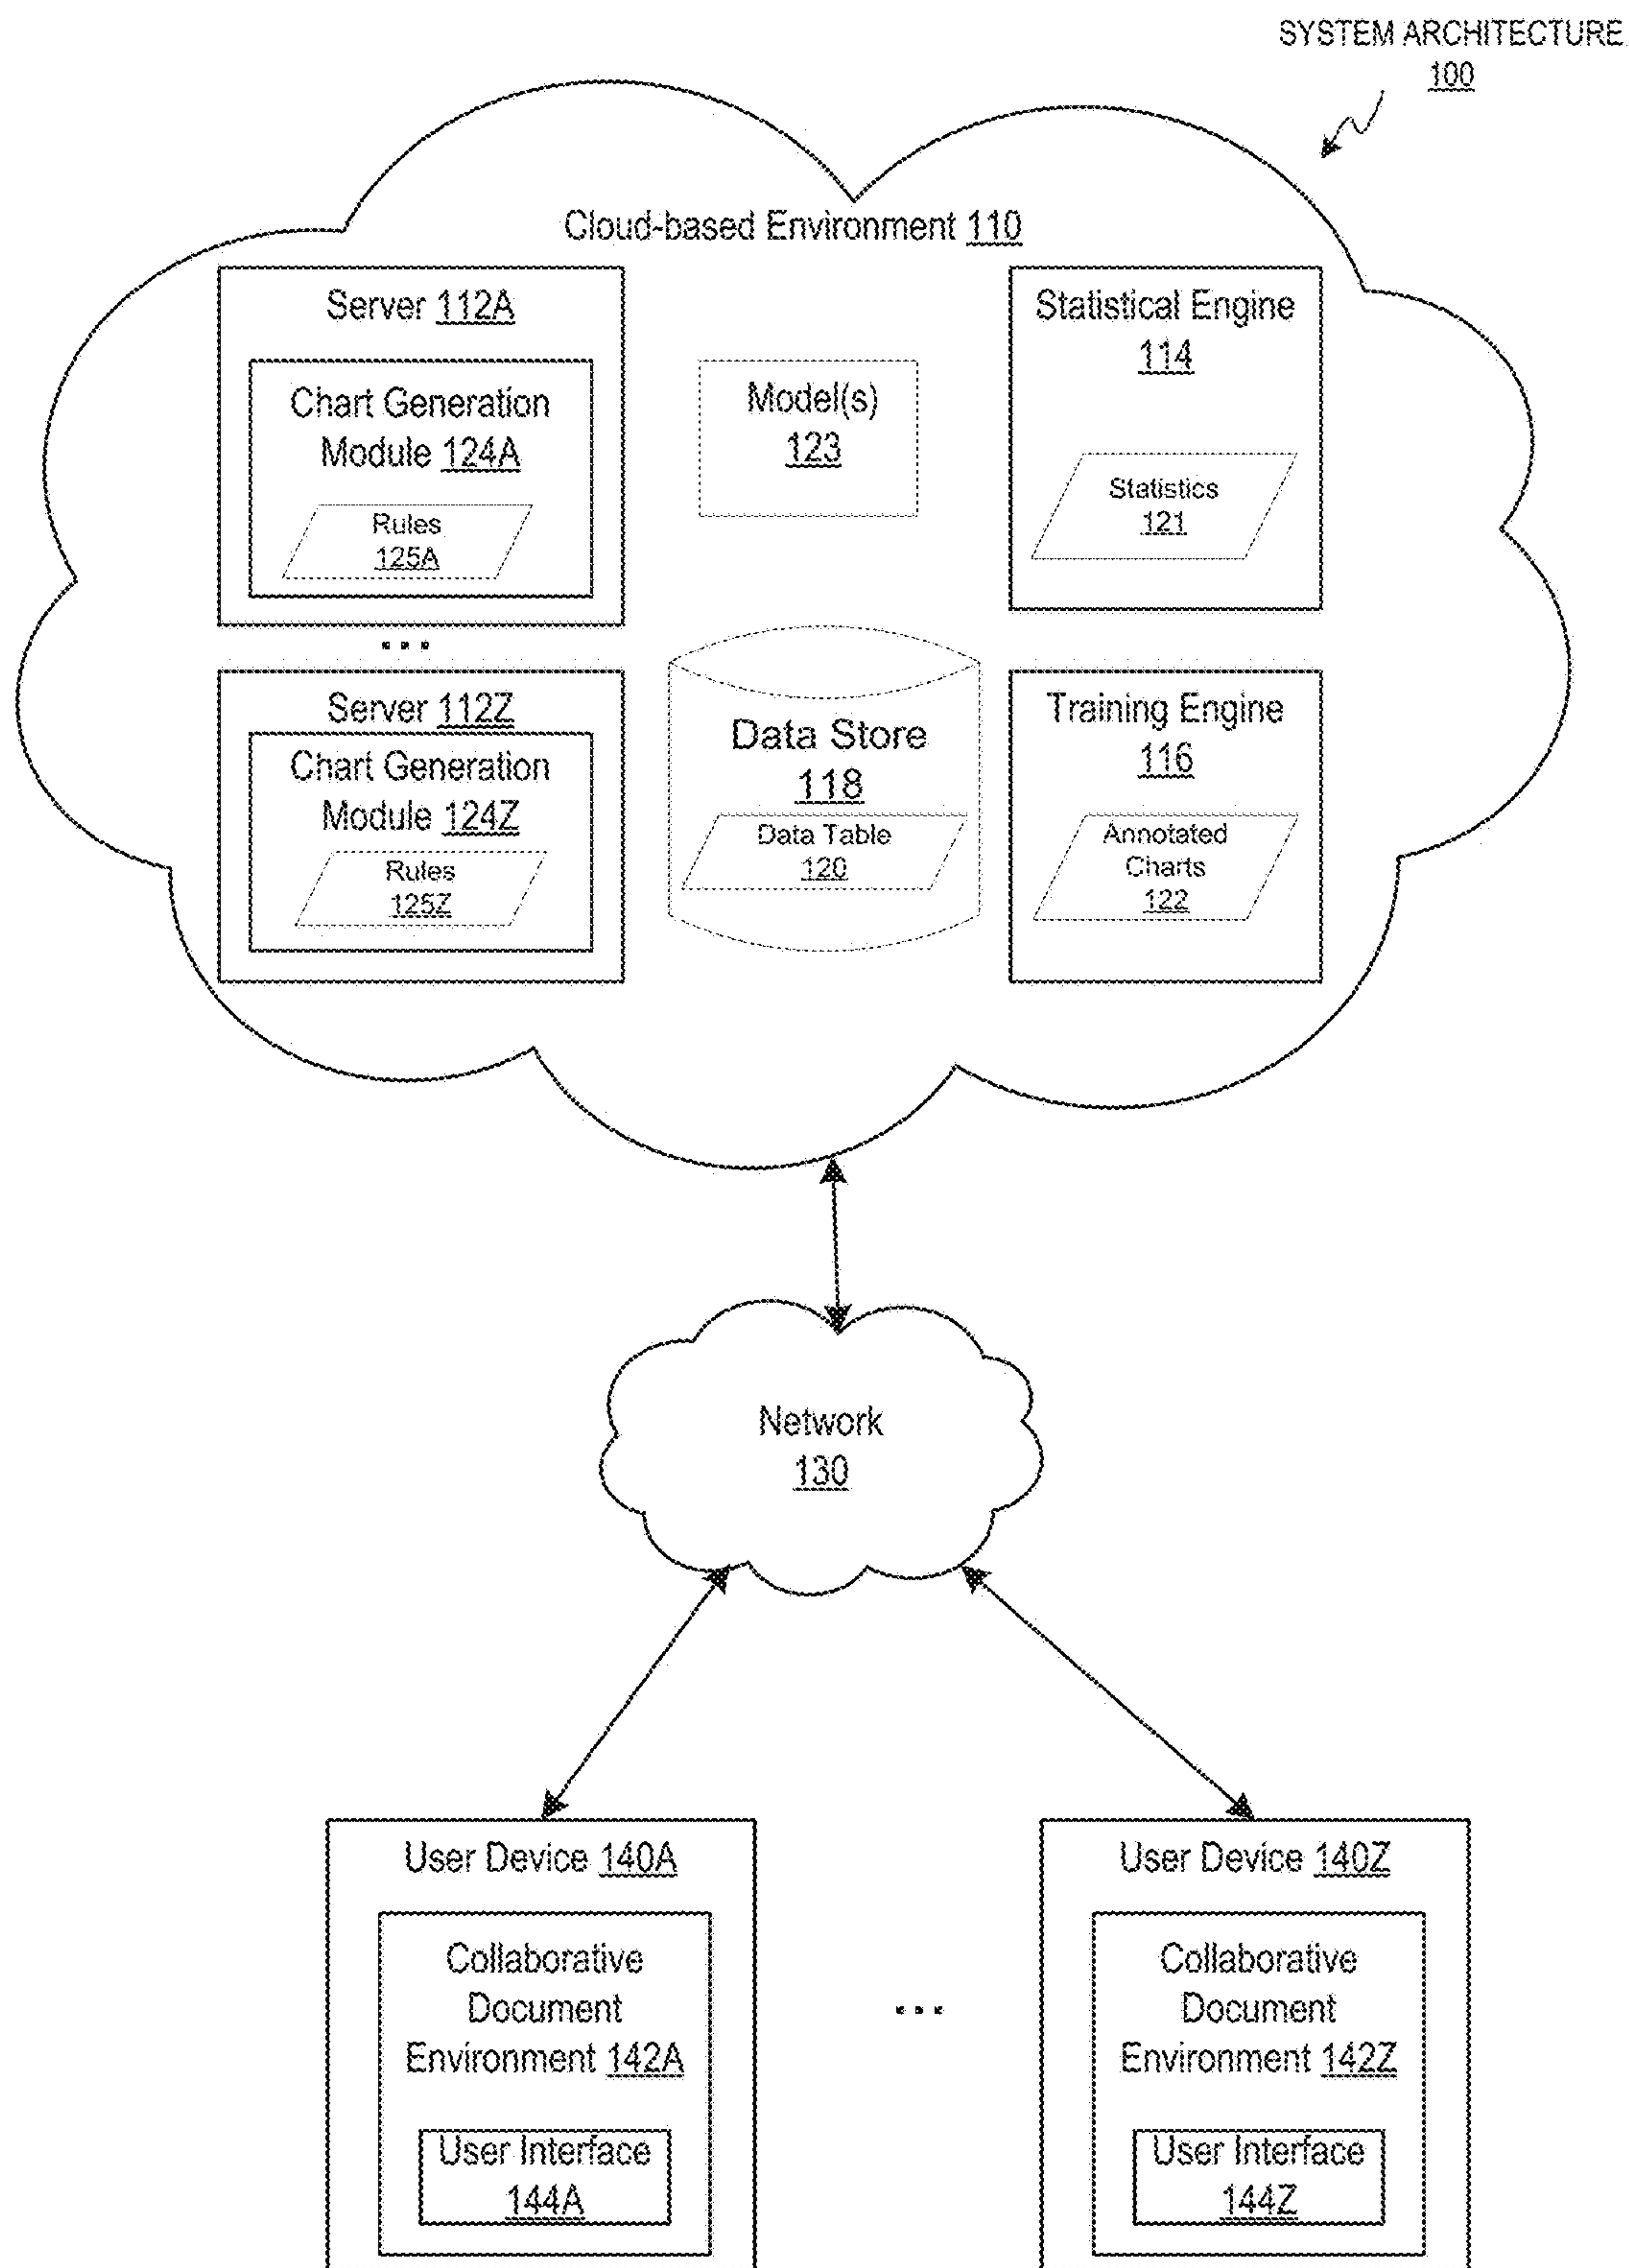 SYSTEM ARCHITECTURE
100
Cloud-based Environment 110
Server 112A
Chart Generation
Module 124A
Rules
125A
Model(s)
123
Statistical Engine
114
Statistics
121
...
Server 112Z
Chart Generation
Module 124Z
Rules
125Z
Data Store
118
Data Table
120
Training Engine
116
Annotated
Charts
122
Network
130
User Device 140A
Collaborative
Document
Environment 142A
User Interface
144A
...
User Device 140Z
Collaborative
Document
Environment 142Z
User Interface
144Z